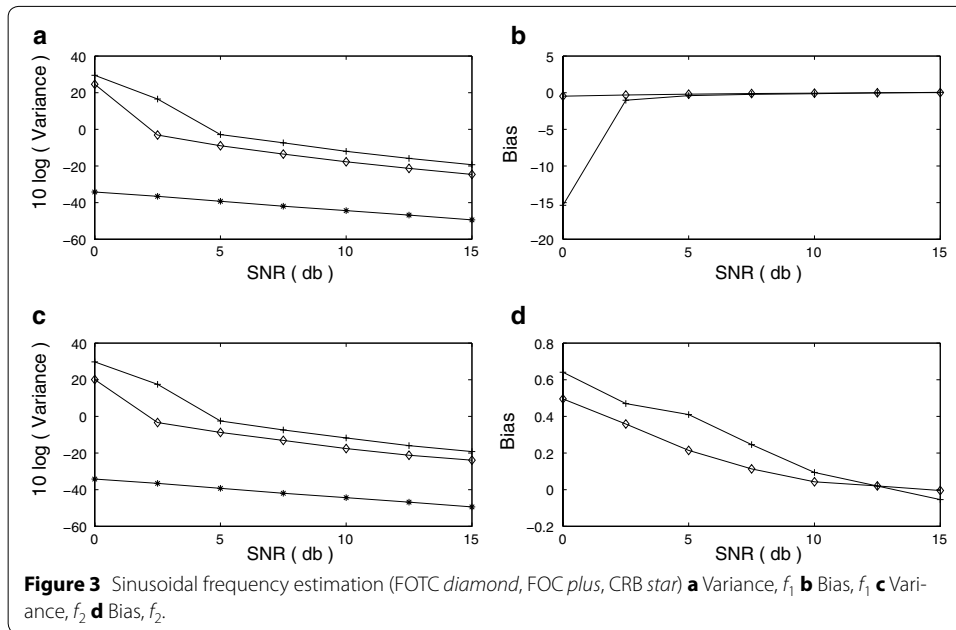 a
40
20
0
−20
−40
−60
10 log ( Variance )
0
5
10
15
SNR ( db )
b
5
0
−5
−10
−15
−20
Bias
0
5
10
15
SNR ( db )
c
40
20
0
−20
−40
−60
10 log ( Variance )
0
5
10
15
SNR ( db )
d
0.8
0.6
0.4
0.2
0
−0.2
Bias
0
5
10
15
SNR ( db )
Figure 3 Sinusoidal frequency estimation (FOTC diamond, FOC plus, CRB star) a Variance, f₁ b Bias, f₁ c Vari-
ance, f₂ d Bias, f₂.